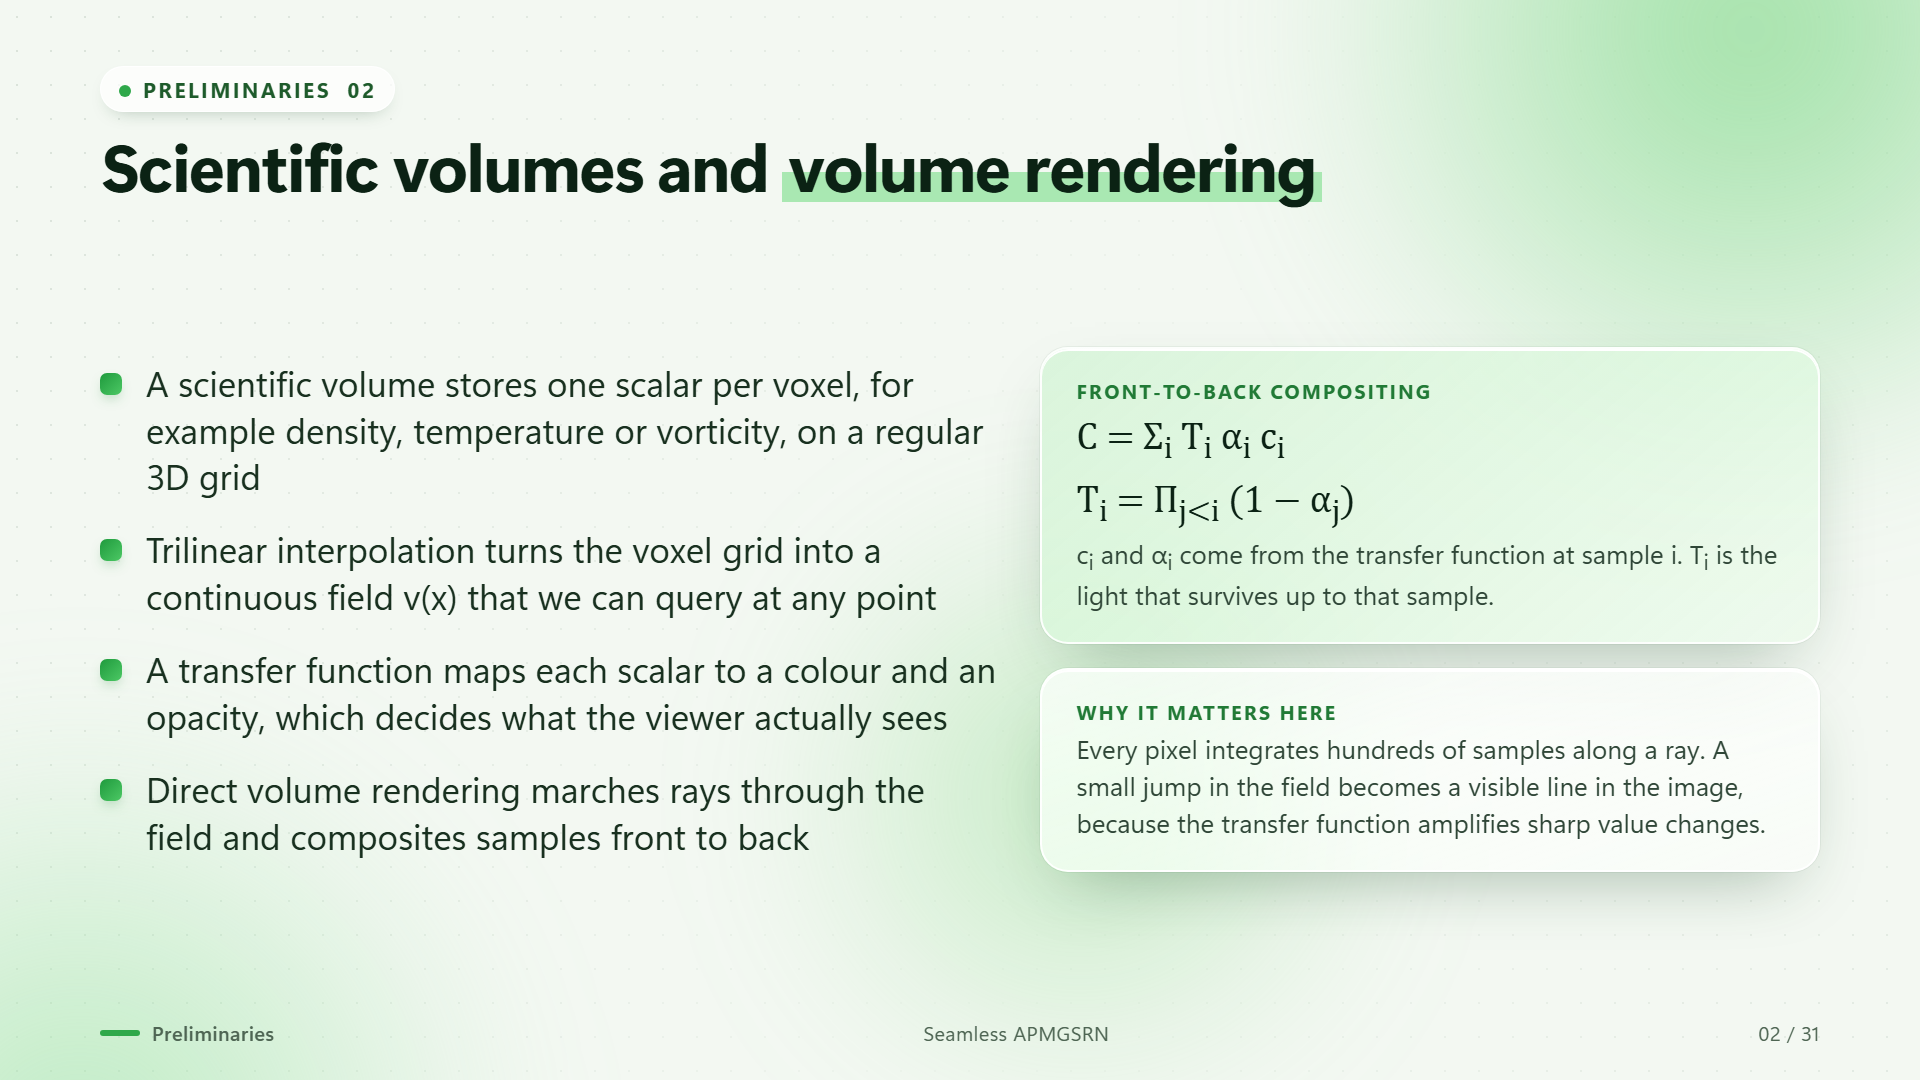 PRELIMINARIES 02
Scientific volumes and volume rendering
A scientific volume stores one scalar per voxel, for
example density, temperature or vorticity, on a regular
3D grid
Trilinear interpolation turns the voxel grid into a
continuous field v(x) that we can query at any point
A transfer function maps each scalar to a colour and an
opacity, which decides what the viewer actually sees
Direct volume rendering marches rays through the
field and composites samples front to back
FRONT-TO-BACK COMPOSITING
C = Σᵢ Tᵢ αᵢ cᵢ
Tᵢ = Π_{j<i} (1 − αⱼ)
cᵢ and αᵢ come from the transfer function at sample i. Tᵢ is the
light that survives up to that sample.
WHY IT MATTERS HERE
Every pixel integrates hundreds of samples along a ray. A
small jump in the field becomes a visible line in the image,
because the transfer function amplifies sharp value changes.
Preliminaries
Seamless APMGSRN
02 / 31